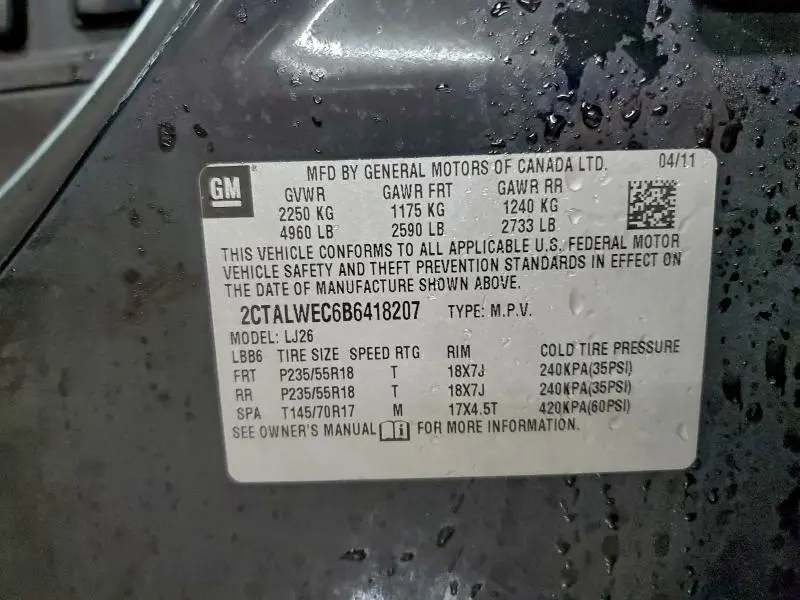 GM MFD BY GENERAL MOTORS OF CANADA LTD. 04/11
GVWR GAWR FRT GAWR RR
2250 KG 1175 KG 1240 KG
4960 LB 2590 LB 2733 LB
THIS VEHICLE CONFORMS TO ALL APPLICABLE U.S. FEDERAL MOTOR
VEHICLE SAFETY AND THEFT PREVENTION STANDARDS IN EFFECT ON
THE DATE OF MANUFACTURE SHOWN ABOVE.
2CTALWEC6B6418207 TYPE: M.P.V.
MODEL: LJ26
LBB6 TIRE SIZE SPEED RTG RIM COLD TIRE PRESSURE
FRT P235/55R18 T 18X7J 240KPA(35PSI)
RR P235/55R18 T 18X7J 240KPA(35PSI)
SPA T145/70R17 M 17X4.5T 420KPA(60PSI)
SEE OWNER'S MANUAL FOR MORE INFORMATION.